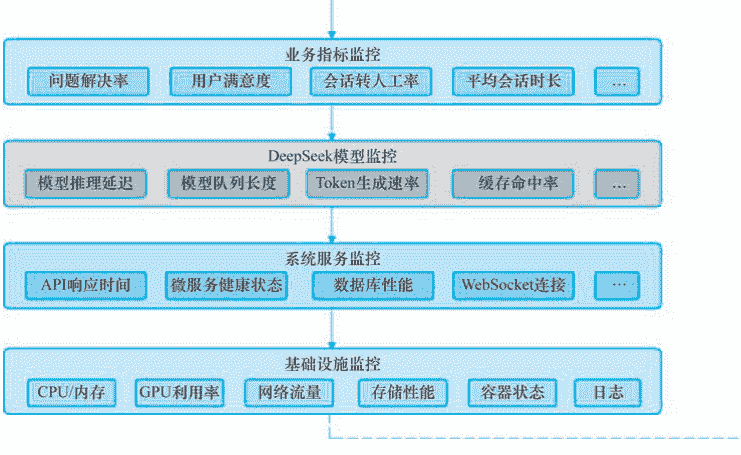 业务指标监控
问题解决率 用户满意度 会话转人工率 平均会话时长 …
DeepSeek模型监控
模型推理延迟 模型队列长度 Token生成速率 缓存命中率 …
系统服务监控
API响应时间 微服务健康状态 数据库性能 WebSocket连接 …
基础设施监控
CPU/内存 GPU利用率 网络流量 存储性能 容器状态 日志